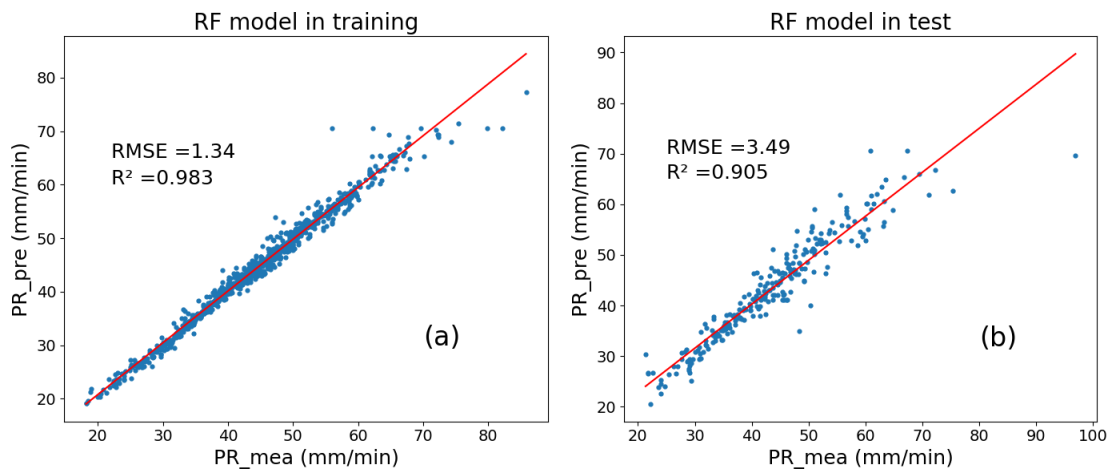 RF model in training
80
70
60
50
40
30
20
PR_pre (mm/min)
RMSE =1.34
R² =0.983
(a)
20 30 40 50 60 70 80
PR_mea (mm/min)
RF model in test
90
80
70
60
50
40
30
20
PR_pre (mm/min)
RMSE =3.49
R² =0.905
(b)
20 30 40 50 60 70 80 90 100
PR_mea (mm/min)